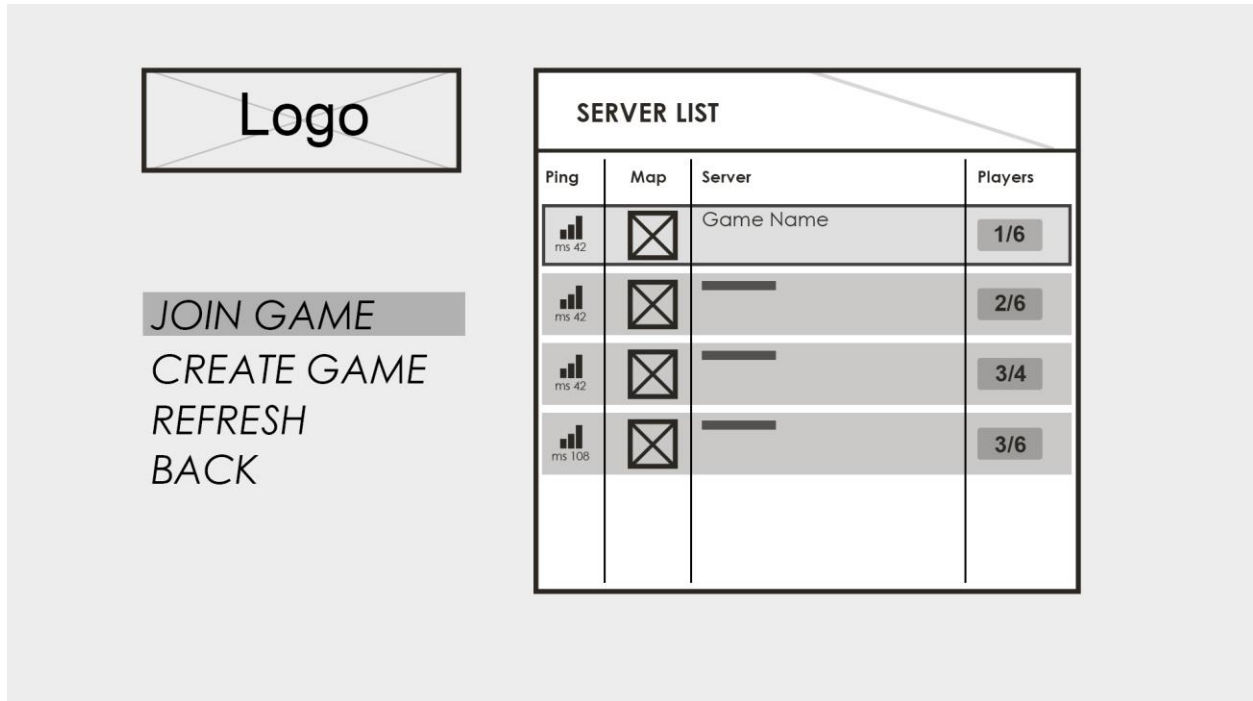 Logo
JOIN GAME
CREATE GAME
REFRESH
BACK
SERVER LIST
Ping Map Server Players
Game Name
ms 42
1/6
ms 42
2/6
ms 42
3/4
ms 108
3/6